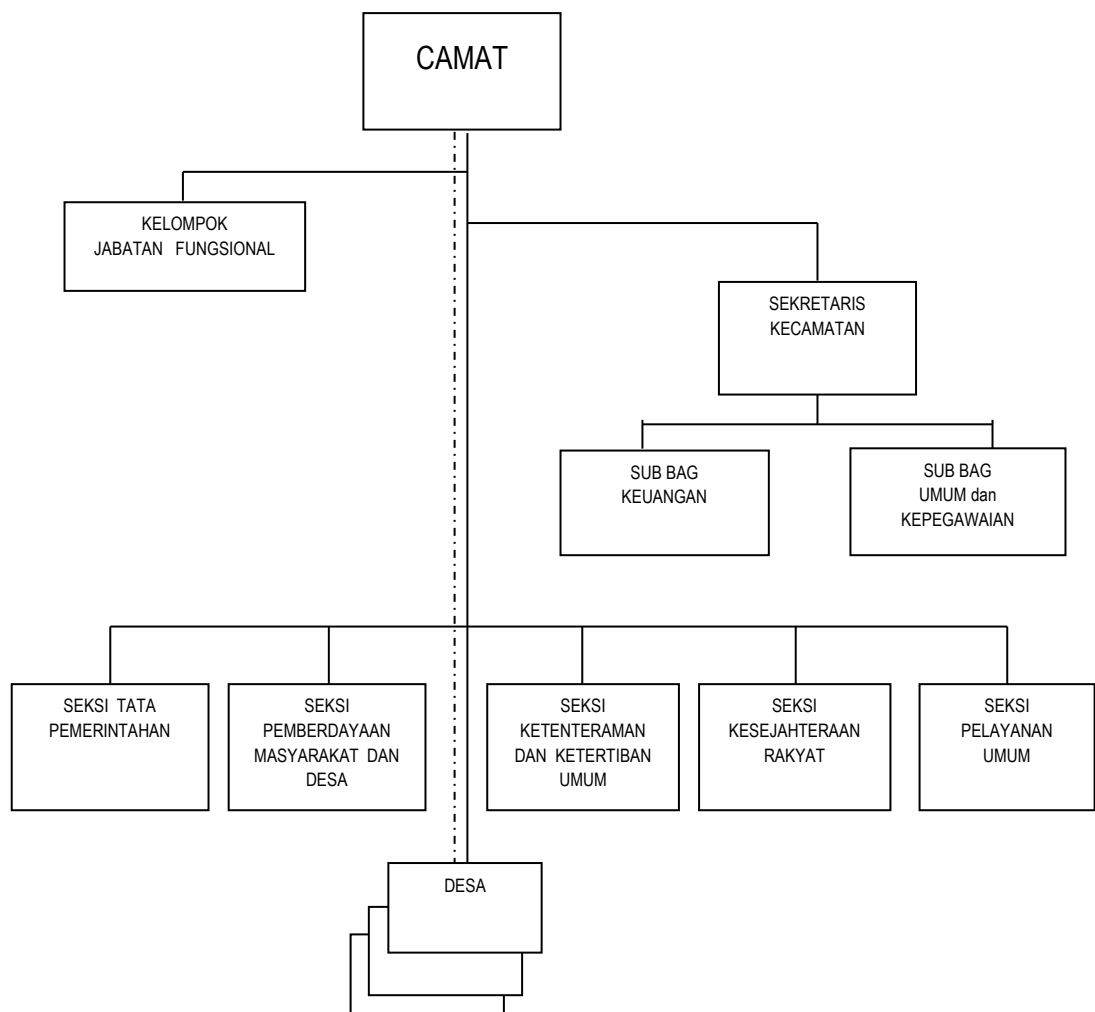 CAMAT
KELOMPOK
JABATAN FUNGSIONAL
SEKRETARIS
KECAMATAN
SUB BAG
KEUANGAN
SUB BAG
UMUM dan
KEPEGAWAIAN
SEKSI TATA
PEMERINTAHAN
SEKSI
PEMBERDAYAAN
MASYARAKAT DAN
DESA
SEKSI
KETENTERAMAN
DAN KETERTIBAN
UMUM
SEKSI
KESEJAHTERAAN
RAKYAT
SEKSI
PELAYANAN
UMUM
DESA